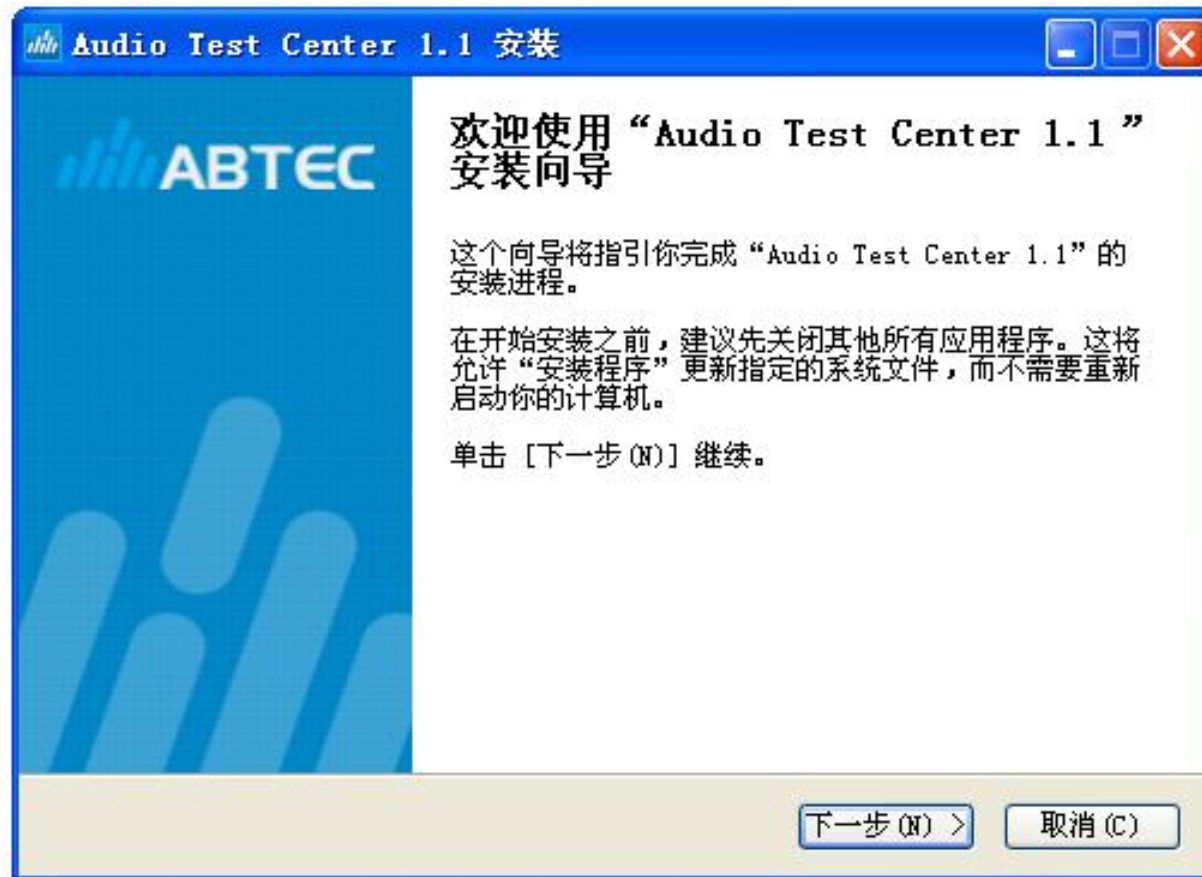 Audio Test Center 1.1 安装
ABTEC
欢迎使用“Audio Test Center 1.1 ”
安装向导
这个向导将指引你完成“Audio Test Center 1.1”的
安装进程。
在开始安装之前，建议先关闭其他所有应用程序。这将
允许“安装程序”更新指定的系统文件，而不需要重新
启动你的计算机。
单击 [下一步(N)] 继续。
下一步(N) >
取消(C)